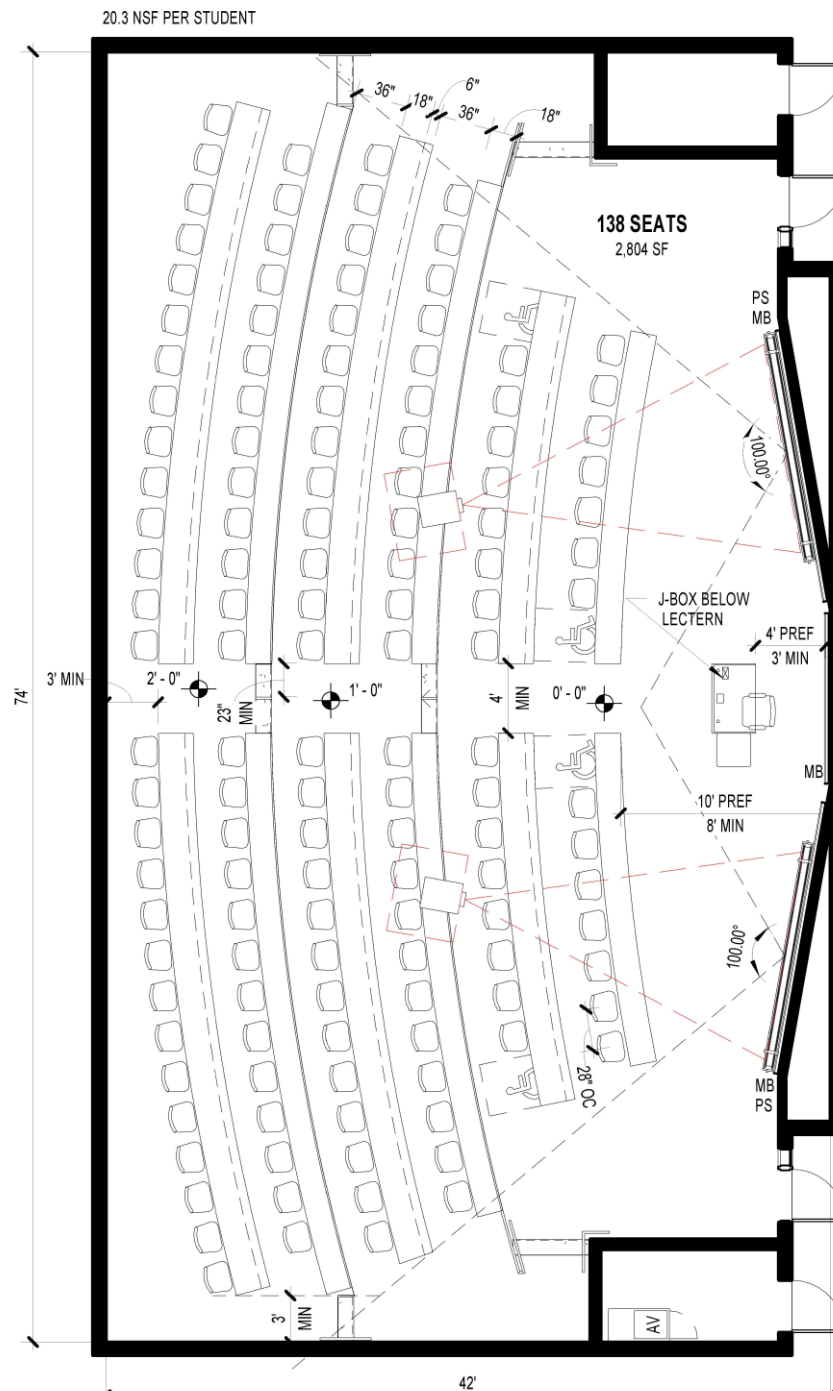 20.3 NSF PER STUDENT
36"
18"
6"
36"
18"
138 SEATS
2,804 SF
PS
MB
100.00°
J-BOX BELOW
LECTERN
4' PREF
3' MIN
3' MIN
2' - 0"
23"
MIN
1' - 0"
4'
MIN
0' - 0"
74'
MB
10' PREF
8' MIN
100.00°
28" OC
MB
PS
3'
MIN
AV
42'